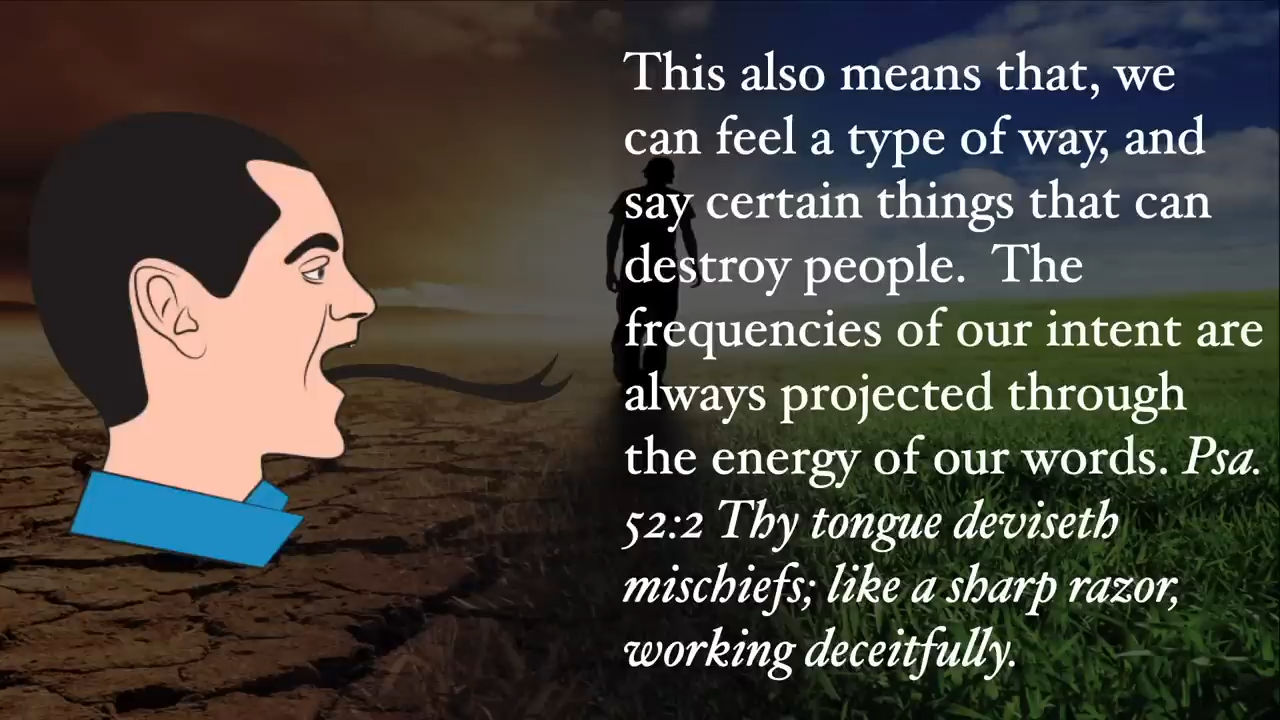 This also means that, we
can feel a type of way, and
say certain things that can
destroy people.  The
frequencies of our intent are
always projected through
the energy of our words. Psa.
52:2 Thy tongue deviseth
mischiefs; like a sharp razor,
working deceitfully.